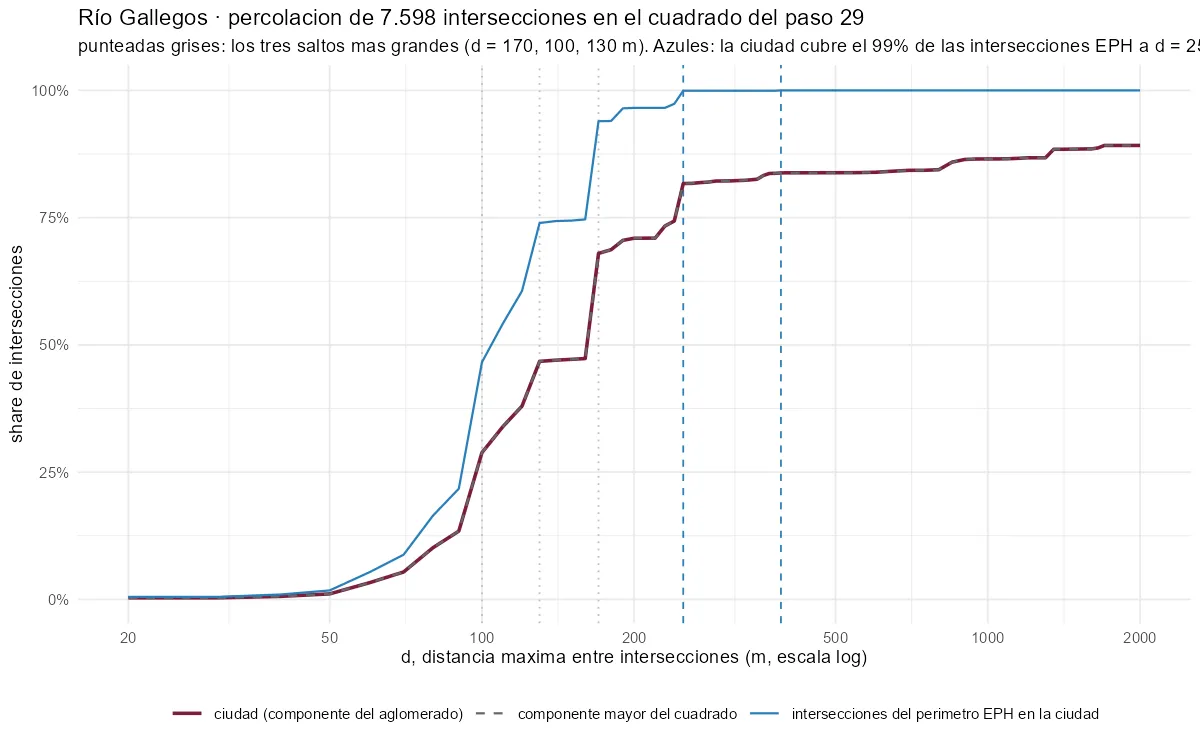 Río Gallegos · percolacion de 7.598 intersecciones en el cuadrado del paso 29
punteadas grises: los tres saltos mas grandes (d = 170, 100, 130 m). Azules: la ciudad cubre el 99% de las intersecciones EPH a d = 25
100%
75%
50%
25%
0%
share de intersecciones
20 50 100 200 500 1000 2000
d, distancia maxima entre intersecciones (m, escala log)
ciudad (componente del aglomerado) componente mayor del cuadrado intersecciones del perimetro EPH en la ciudad